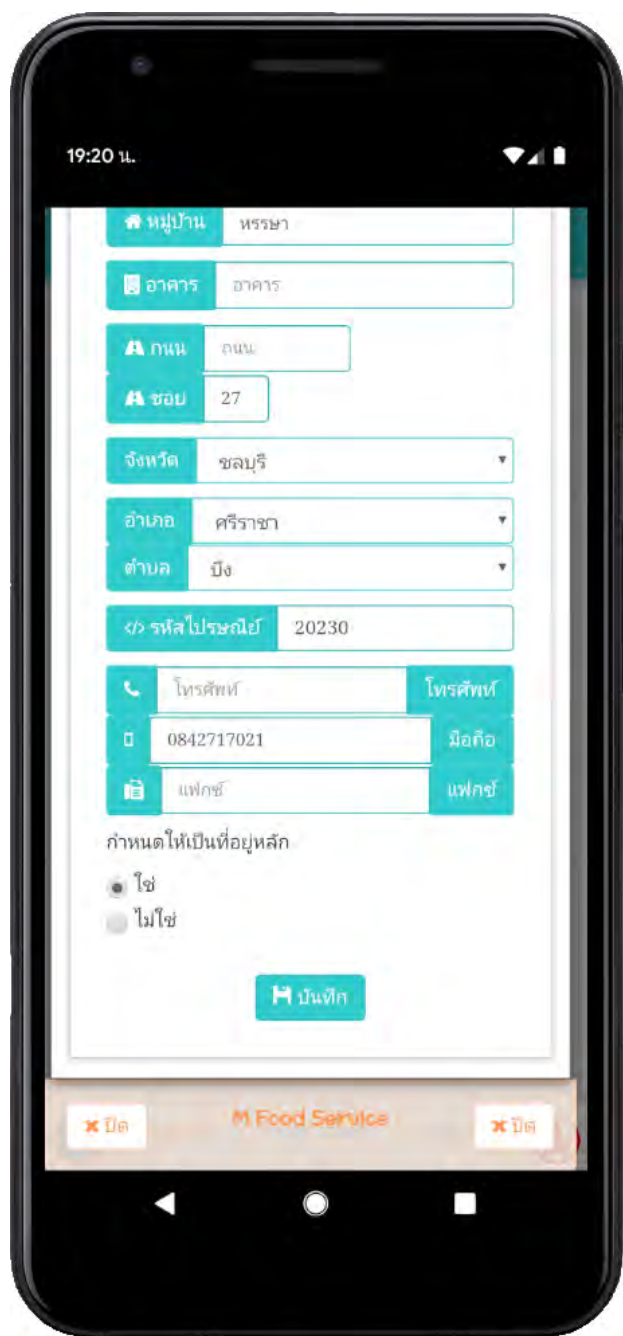 19:20 น.
หมู่บ้าน หรรษา
อาคาร อาคาร
ถนน ถนน
ซอย 27
จังหวัด ชลบุรี
อำเภอ ศรีราชา
ตำบล บึง
</> รหัสไปรษณีย์ 20230
โทรศัพท์ โทรศัพท์
0842717021 มือถือ
แฟกซ์ แฟกซ์
กำหนดให้เป็นที่อยู่หลัก
ใช่
ไม่ใช่
บันทึก
ปิด M Food Service ปิด